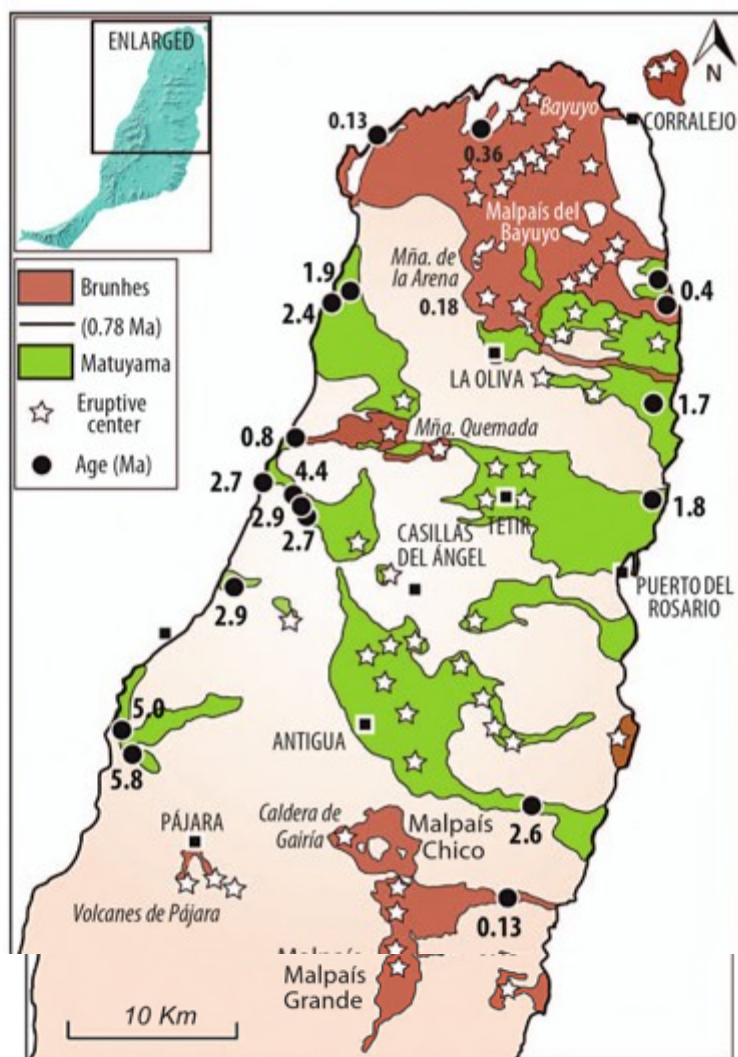 ENLARGED
N
Bayuyo
CORRALEJO
0.13
0.36
Malpaís del
Bayuyo
Mña. de
la Arena
0.18
1.9
2.4
0.4
Brunhes
(0.78 Ma)
Matuyama
Eruptive
center
Age (Ma)
LA OLIVA
1.7
Mña. Quemada
0.8
2.7
4.4
2.9
2.7
TETIR
1.8
CASILLAS
DEL ÁNGEL
PUERTO DEL
ROSARIO
2.9
5.0
5.8
ANTIGUA
2.6
PÁJARA
Caldera de
Gairía
Malpaís
Chico
Volcanes de Pájara
0.13
Malpaís
Grande
10 Km